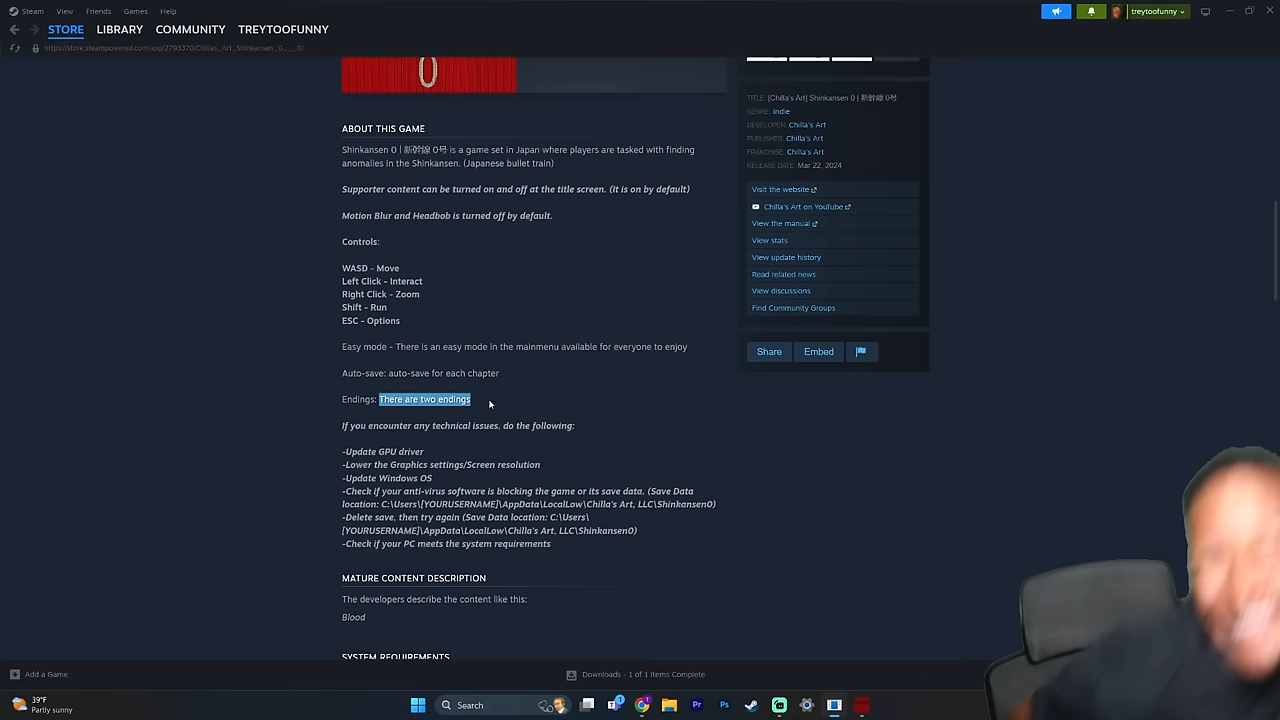 Steam View Friends Games Help
treytoofunny
STORE LIBRARY COMMUNITY TREYTOOFUNNY
https://store.steampowered.com/app/2793370/Chillas_Art_Shinkansen_0____0/
0
ABOUT THIS GAME
Shinkansen 0 | 新幹線 0号 is a game set in Japan where players are tasked with finding
anomalies in the Shinkansen. (Japanese bullet train)
Supporter content can be turned on and off at the title screen. (It is on by default)
Motion Blur and Headbob is turned off by default.
Controls:
WASD - Move
Left Click - Interact
Right Click - Zoom
Shift - Run
ESC - Options
Easy mode - There is an easy mode in the mainmenu available for everyone to enjoy
Auto-save: auto-save for each chapter
Endings: There are two endings
If you encounter any technical issues, do the following:
-Update GPU driver
-Lower the Graphics settings/Screen resolution
-Update Windows OS
-Check if your anti-virus software is blocking the game or its save data. (Save Data
location: C:\Users\[YOURUSERNAME]\AppData\LocalLow\Chilla's Art, LLC\Shinkansen0)
-Delete save, then try again (Save Data location: C:\Users\
[YOURUSERNAME]\AppData\LocalLow\Chilla's Art, LLC\Shinkansen0)
-Check if your PC meets the system requirements
MATURE CONTENT DESCRIPTION
The developers describe the content like this:
Blood
SYSTEM REQUIREMENTS
TITLE: [Chilla's Art] Shinkansen 0 | 新幹線 0号
GENRE: Indie
DEVELOPER: Chilla's Art
PUBLISHER: Chilla's Art
FRANCHISE: Chilla's Art
RELEASE DATE: Mar 22, 2024
Visit the website
Chilla's Art on YouTube
View the manual
View stats
View update history
Read related news
View discussions
Find Community Groups
Share Embed
Add a Game
Downloads - 1 of 1 Items Complete
39°F
Partly sunny
Search